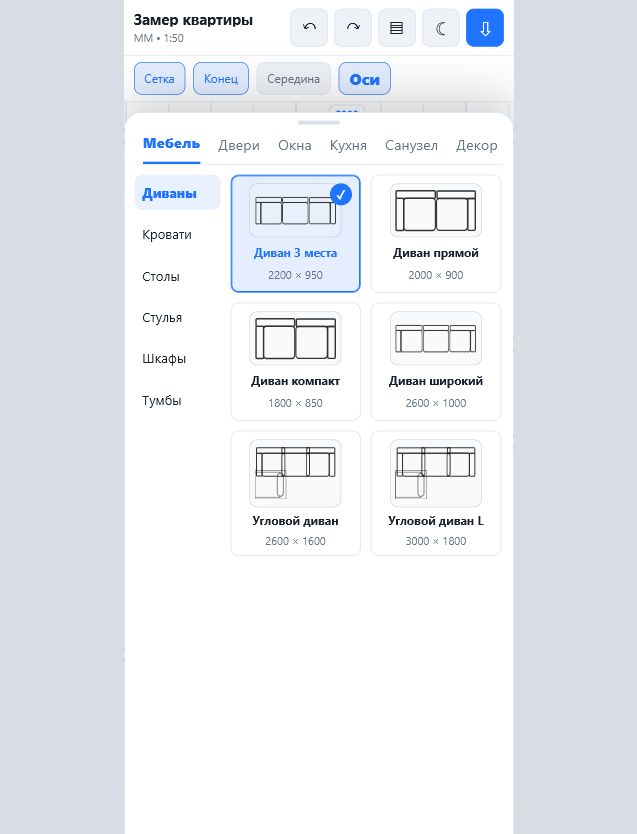 Замер квартиры
ММ • 1:50
Сетка
Конец
Середина
Оси
Мебель
Двери
Окна
Кухня
Санузел
Декор
Диваны
Кровати
Столы
Стулья
Шкафы
Тумбы
Диван 3 места
2200 × 950
Диван прямой
2000 × 900
Диван компакт
1800 × 850
Диван широкий
2600 × 1000
Угловой диван
2600 × 1600
Угловой диван L
3000 × 1800